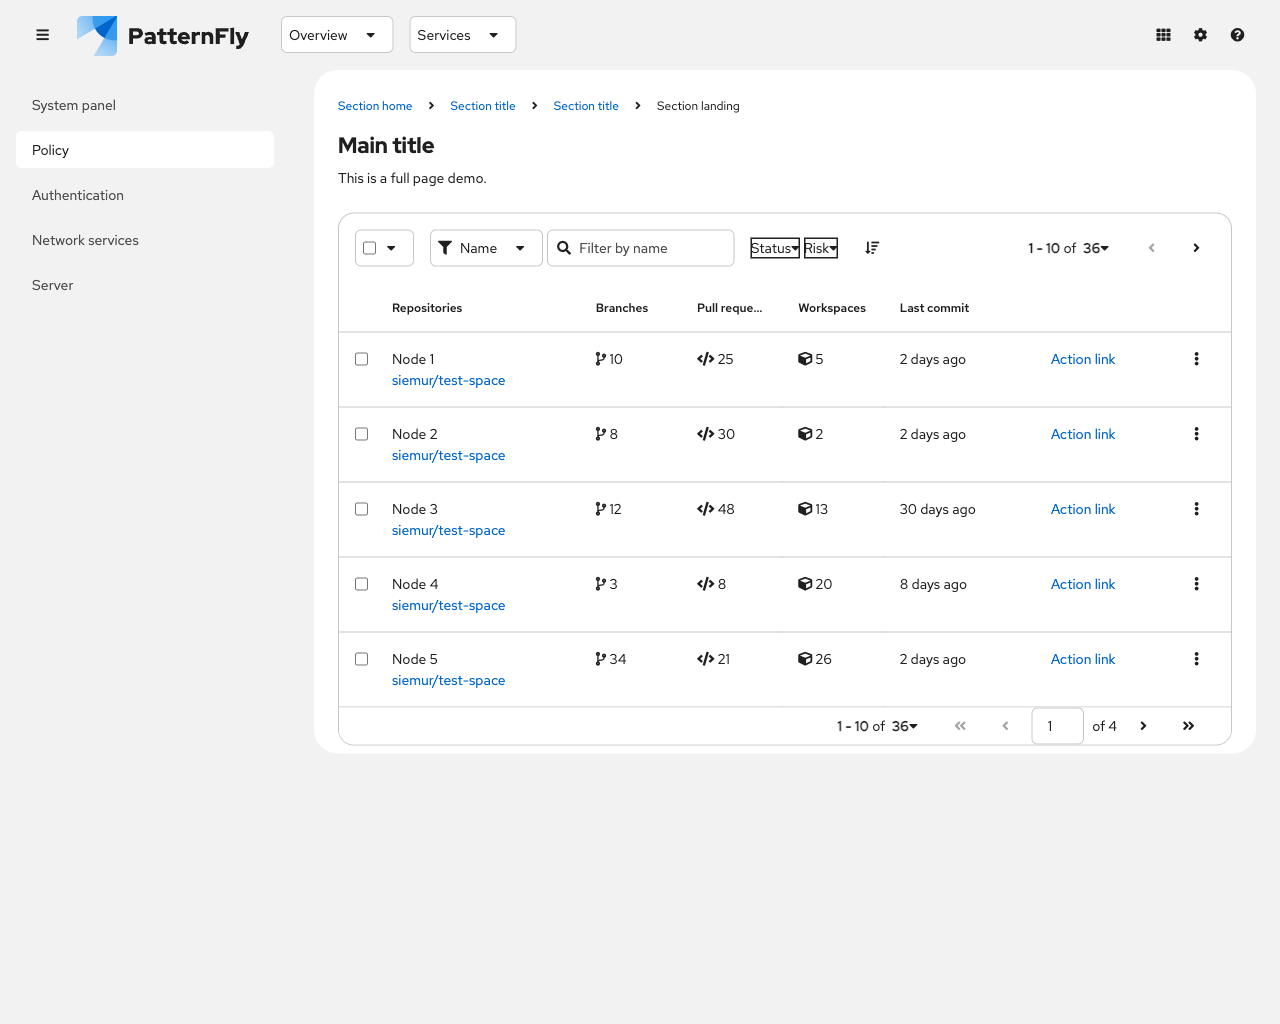 PatternFly Overview Services
System panel
Policy
Authentication
Network services
Server
Section home Section title Section title Section landing
Main title
This is a full page demo.
Name Filter by name Status Risk 1 - 10 of 36
Repositories Branches Pull reque... Workspaces Last commit
Node 1 10 25 5 2 days ago Action link
siemur/test-space
Node 2 8 30 2 2 days ago Action link
siemur/test-space
Node 3 12 48 13 30 days ago Action link
siemur/test-space
Node 4 3 8 20 8 days ago Action link
siemur/test-space
Node 5 34 21 26 2 days ago Action link
siemur/test-space
1 - 10 of 36 1 of 4